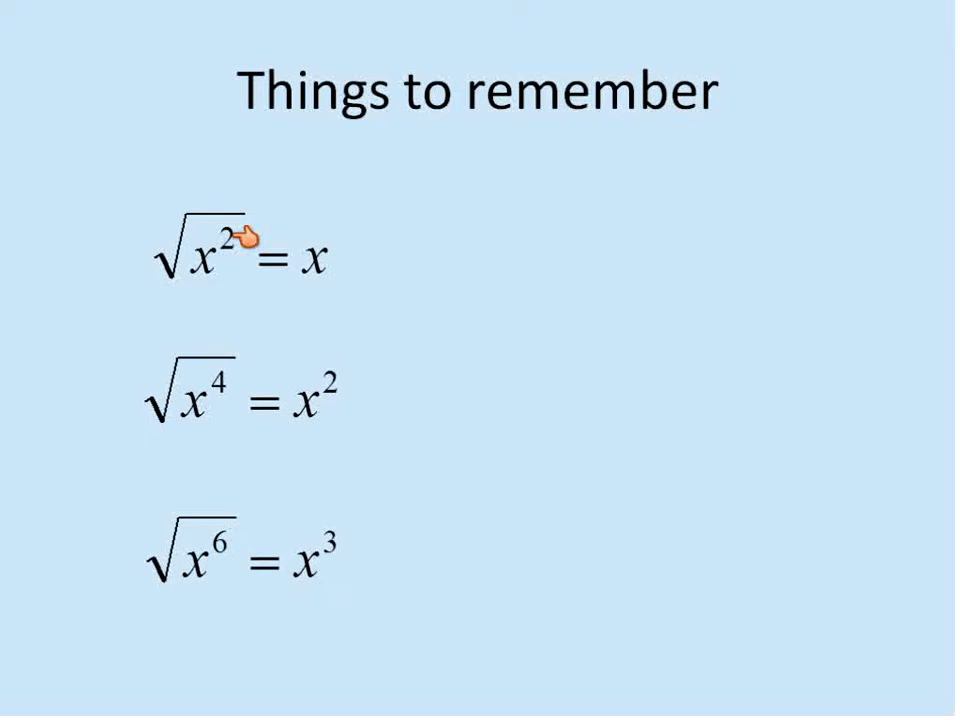 Things to remember
√x² = x
√x⁴ = x²
√x⁶ = x³